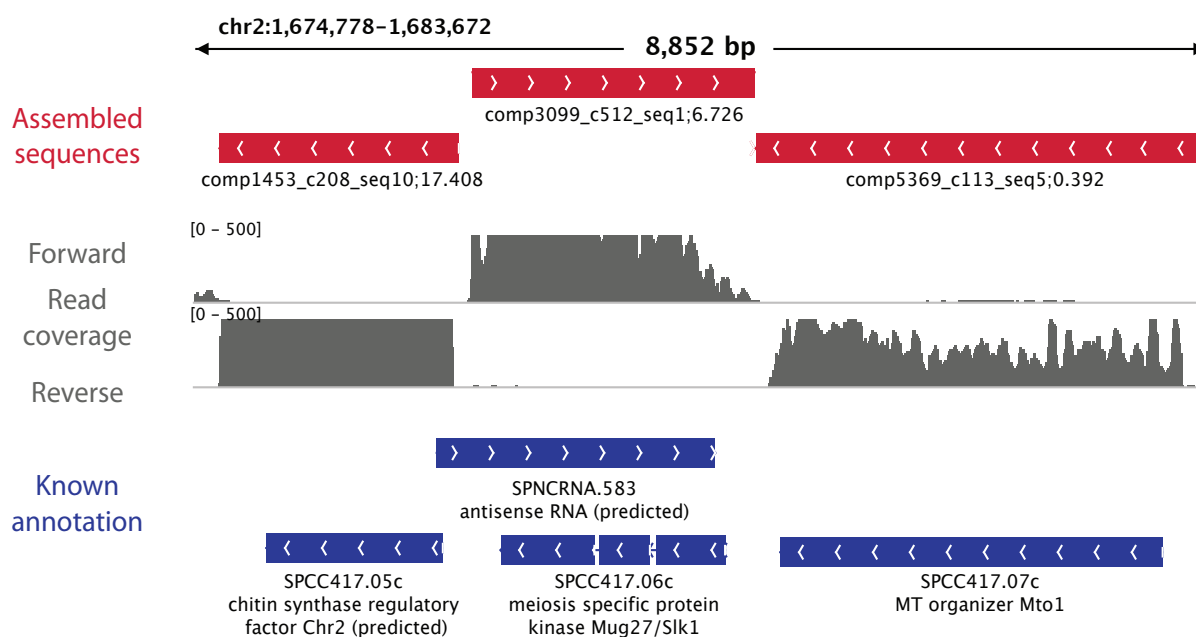 chr2:1,674,778–1,683,672
8,852 bp
Assembled
sequences
comp3099_c512_seq1;6.726
comp1453_c208_seq10;17.408
comp5369_c113_seq5;0.392
[0 - 500]
Forward
Read
coverage
[0 - 500]
Reverse
Known
annotation
SPNCRNA.583
antisense RNA (predicted)
SPCC417.05c
chitin synthase regulatory
factor Chr2 (predicted)
SPCC417.06c
meiosis specific protein
kinase Mug27/Slk1
SPCC417.07c
MT organizer Mto1